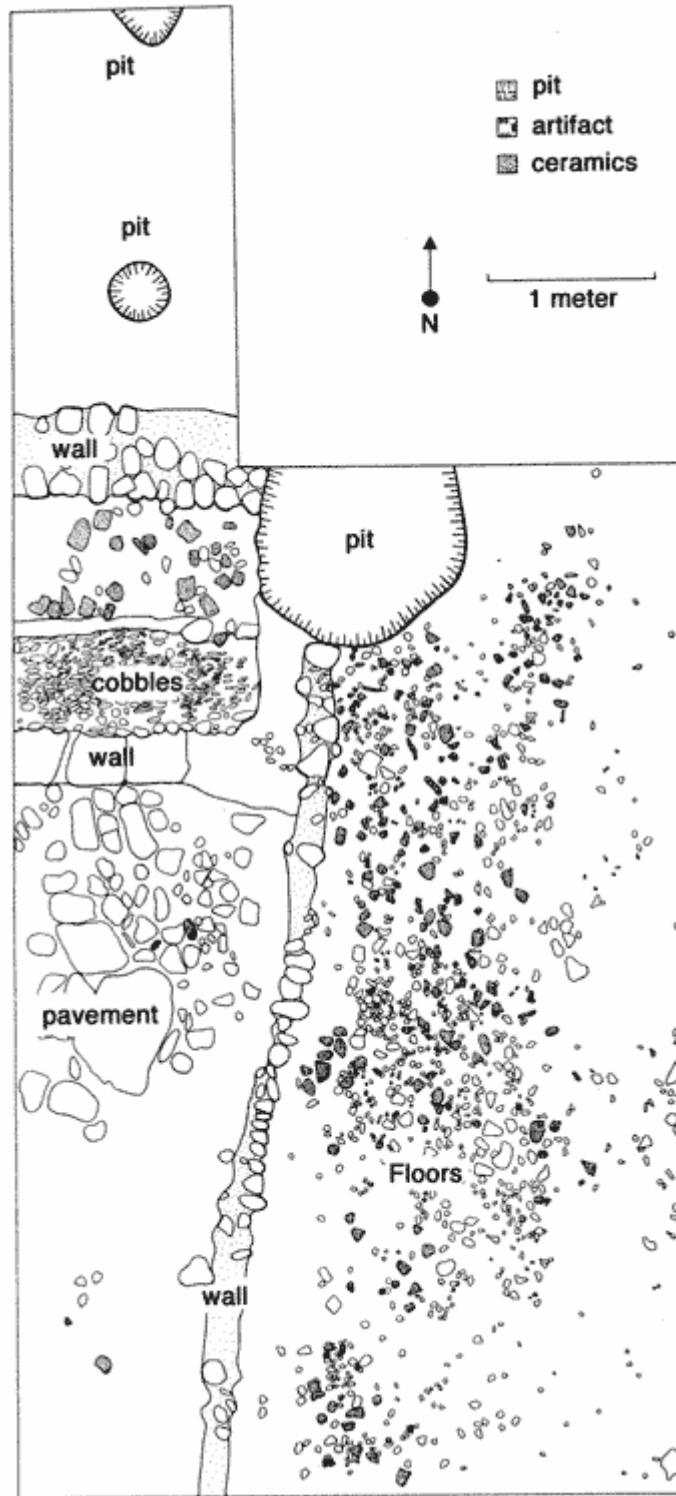 pit
pit
artifact
ceramics
pit
N
1 meter
wall
pit
cobbles
wall
pavement
Floors
wall